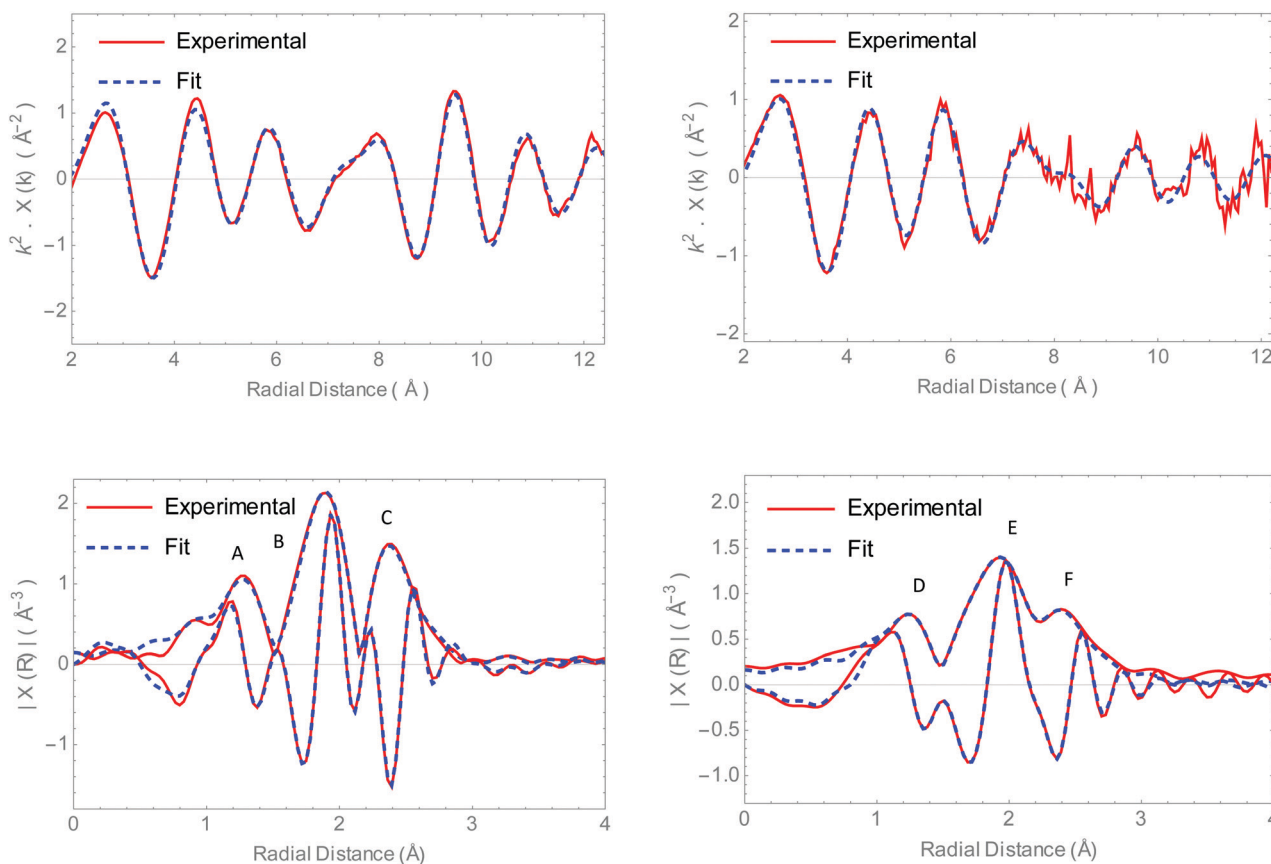 k². X (k) ( Å⁻²)
2
1
0
−1
−2
Experimental
Fit
2 4 6 8 10 12
Radial Distance ( Å )
k². X (k) ( Å⁻²)
2
1
0
−1
−2
Experimental
Fit
2 4 6 8 10 12
Radial Distance ( Å )
| X (R) | ( Å⁻³)
2
1
0
−1
Experimental
Fit
A B C
0 1 2 3 4
Radial Distance (Å)
| X (R) | ( Å⁻³)
2.0
1.5
1.0
0.5
0.0
−0.5
−1.0
Experimental
Fit
D E F
0 1 2 3 4
Radial Distance (Å)